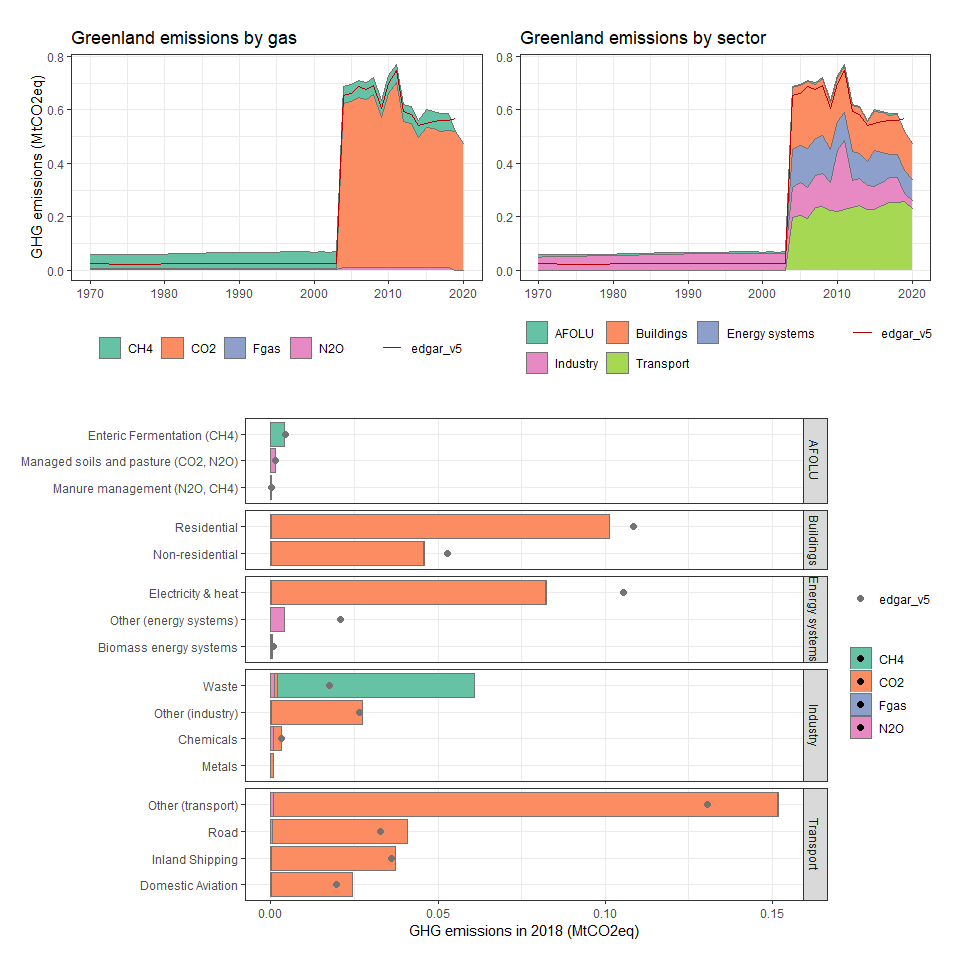 Greenland emissions by gas
GHG emissions (MtCO2eq)
0.8
0.6
0.4
0.2
0.0
1970 1980 1990 2000 2010 2020
CH4 CO2 Fgas N2O edgar_v5
Greenland emissions by sector
0.8
0.6
0.4
0.2
0.0
1970 1980 1990 2000 2010 2020
AFOLU Buildings Energy systems edgar_v5
Industry Transport
Enteric Fermentation (CH4)
Managed soils and pasture (CO2, N2O)
Manure management (N2O, CH4)
AFOLU
Residential
Non-residential
Buildings
Electricity & heat
Other (energy systems)
Biomass energy systems
Energy systems
Waste
Other (industry)
Chemicals
Metals
Industry
Other (transport)
Road
Inland Shipping
Domestic Aviation
Transport
0.00 0.05 0.10 0.15
GHG emissions in 2018 (MtCO2eq)
edgar_v5
CH4
CO2
Fgas
N2O